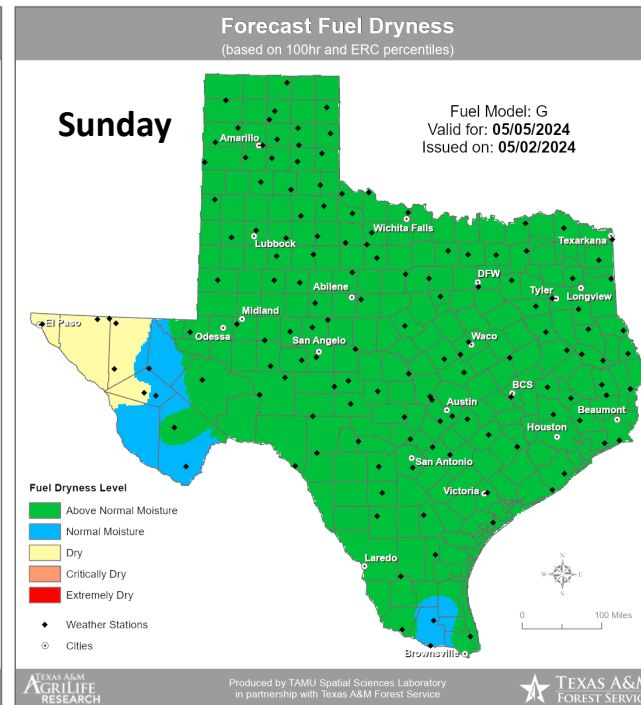 Forecast Fuel Dryness
(based on 100hr and ERC percentiles)
Sunday
Fuel Model: G
Valid for: 05/05/2024
Issued on: 05/02/2024
Amarillo
Wichita Falls
Lubbock
Texarkana
DFW
Abilene
Tyler
Longview
Midland
El Paso
Odessa
San Angelo
Waco
BCS
Austin
Beaumont
Houston
San Antonio
Victoria
Laredo
Brownsville
Fuel Dryness Level
Above Normal Moisture
Normal Moisture
Dry
Critically Dry
Extremely Dry
Weather Stations
Cities
N
W
E
S
0 100 Miles
TEXAS A&M
AGRILIFE
RESEARCH
Produced by TAMU Spatial Sciences Laboratory
in partnership with Texas A&M Forest Service
TEXAS A&M
FOREST SERVICE